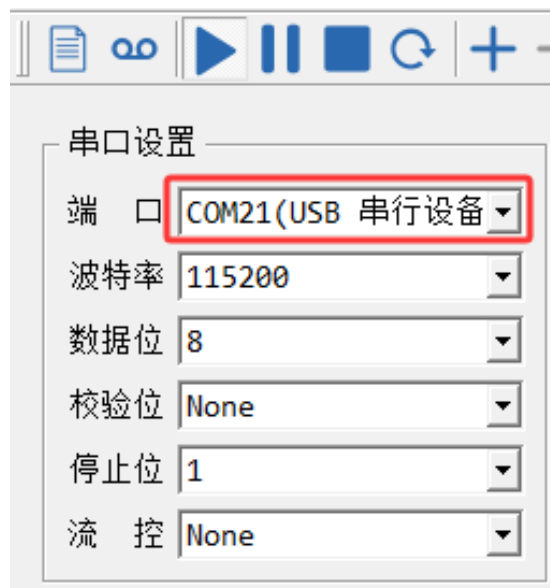 串口设置
端 口 COM21(USB 串行设备
波特率 115200
数据位 8
校验位 None
停止位 1
流 控 None